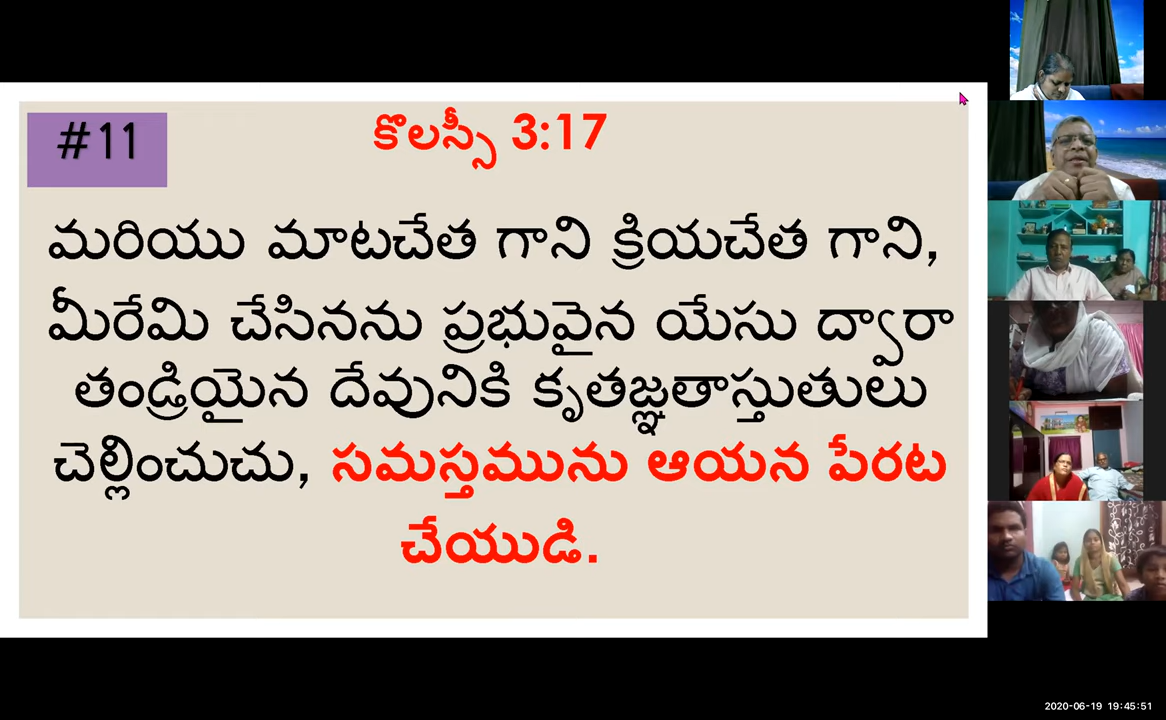 #11
కొలస్సీ 3:17
మరియు మాటచేత గాని క్రియచేత గాని,
మీరేమి చేసినను ప్రభువైన యేసు ద్వారా
తండ్రియైన దేవునికి కృతజ్ఞతాస్తుతులు
చెల్లించుచు, సమస్తమును ఆయన పేరట
చేయుడి.
2020-06-19 19:45:51